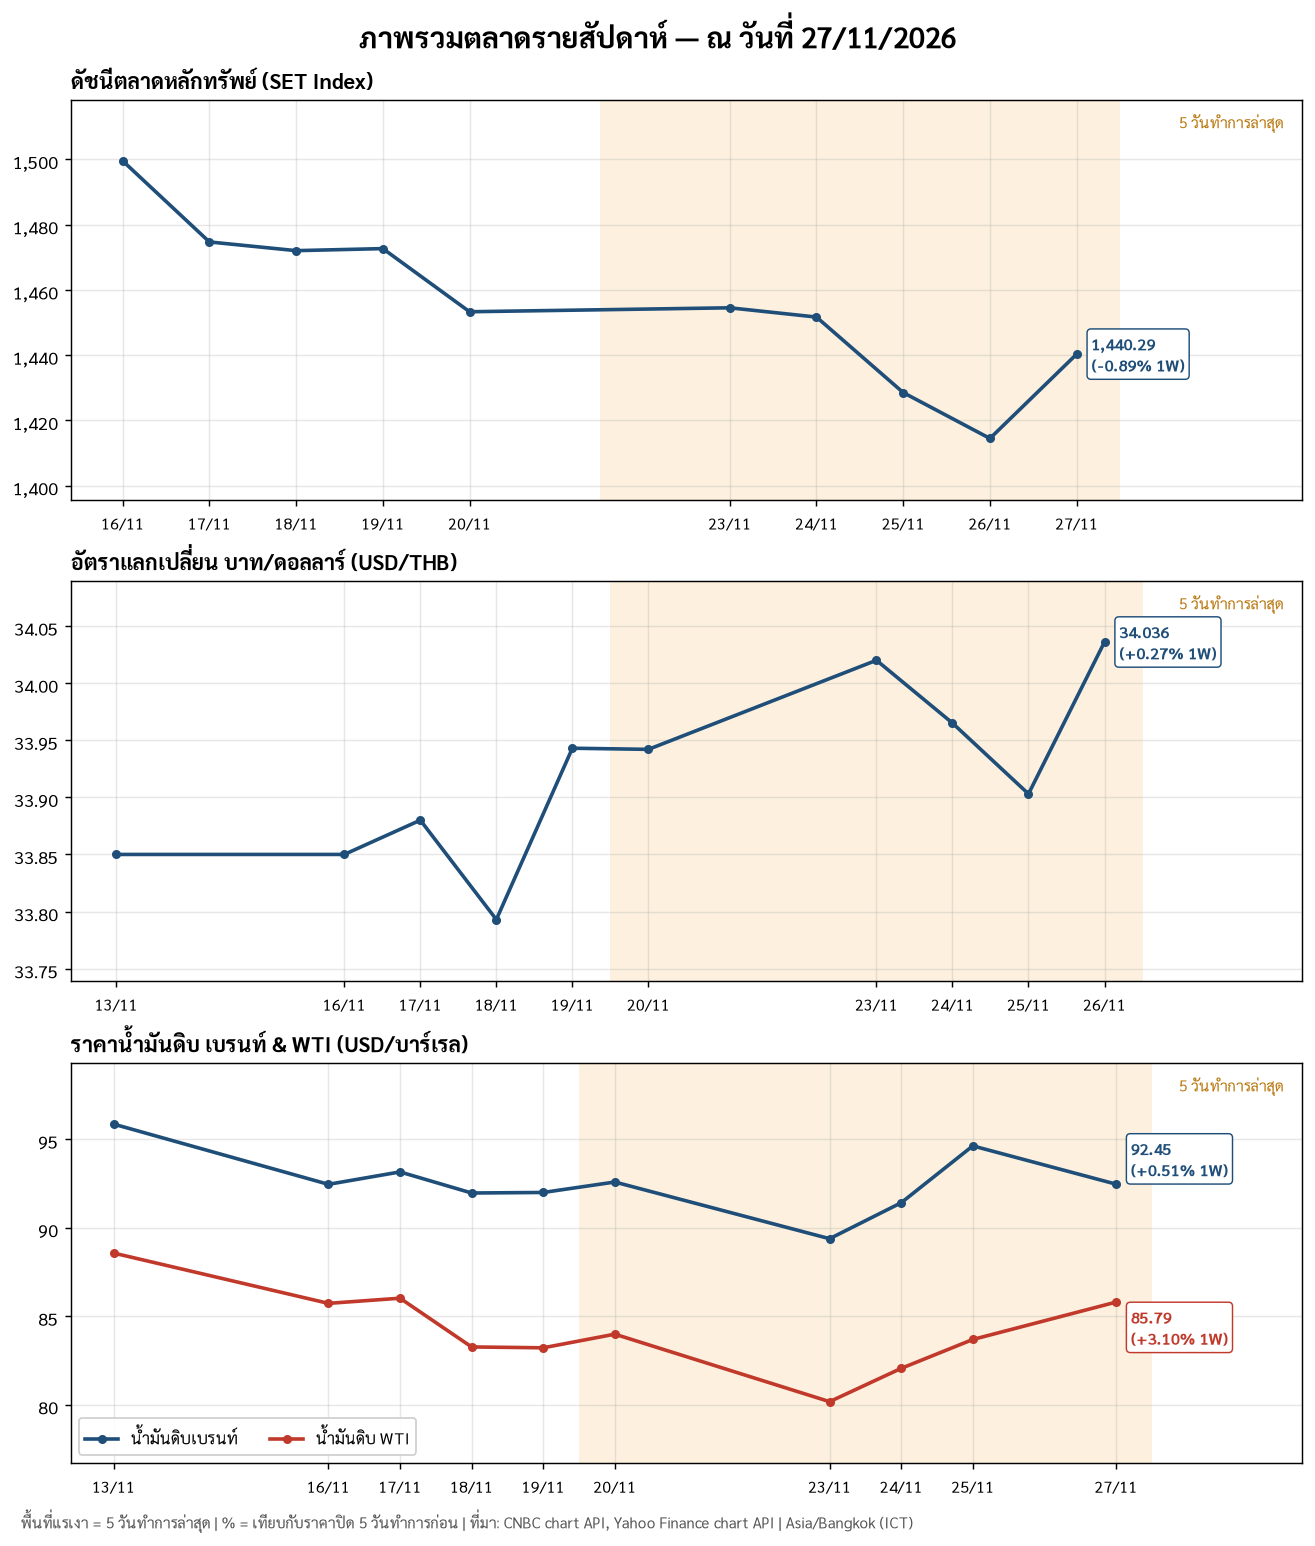 ภาพรวมตลาดรายสัปดาห์ — ณ วันที่ 27/11/2026
ดัชนีตลาดหลักทรัพย์ (SET Index)
5 วันทำการล่าสุด
1,500
1,480
1,460
1,440
1,420
1,400
1,440.29
(-0.89% 1W)
16/11 17/11 18/11 19/11 20/11 23/11 24/11 25/11 26/11 27/11
อัตราแลกเปลี่ยน บาท/ดอลลาร์ (USD/THB)
5 วันทำการล่าสุด
34.05
34.00
33.95
33.90
33.85
33.80
33.75
34.036
(+0.27% 1W)
13/11 16/11 17/11 18/11 19/11 20/11 23/11 24/11 25/11 26/11
ราคาน้ำมันดิบ เบรนท์ & WTI (USD/บาร์เรล)
5 วันทำการล่าสุด
95
90
85
80
92.45
(+0.51% 1W)
85.79
(+3.10% 1W)
น้ำมันดิบเบรนท์ น้ำมันดิบ WTI
13/11 16/11 17/11 18/11 19/11 20/11 23/11 24/11 25/11 27/11
พื้นที่แรเงา = 5 วันทำการล่าสุด | % = เทียบกับราคาปิด 5 วันทำการก่อน | ที่มา: CNBC chart API, Yahoo Finance chart API | Asia/Bangkok (ICT)